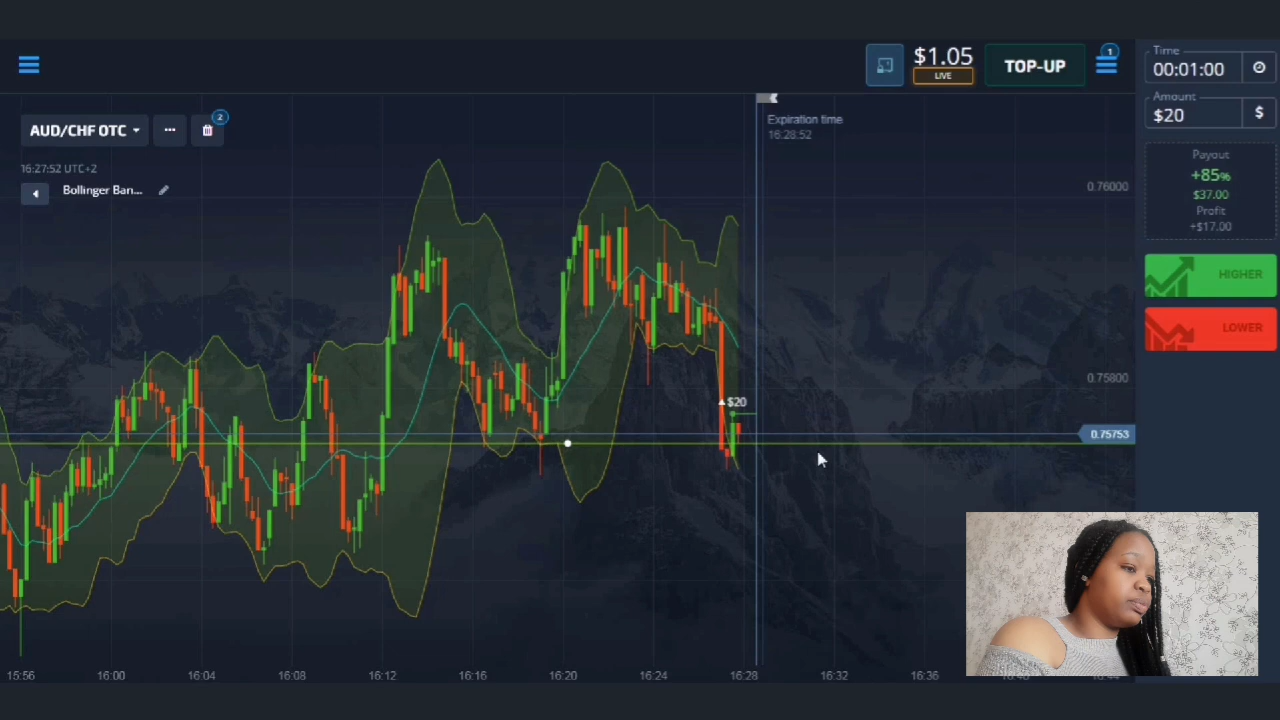 $1.05
LIVE
TOP-UP
1
Time
00:01:00
Amount
$20
$
Payout
+85%
$37.00
Profit
+$17.00
HIGHER
LOWER
AUD/CHF OTC
...
2
16:27:52 UTC+2
Bollinger Ban...
Expiration time
16:28:52
0.76000
0.75800
$20
0.75753
15:56
16:00
16:04
16:08
16:12
16:16
16:20
16:24
16:28
16:32
16:36